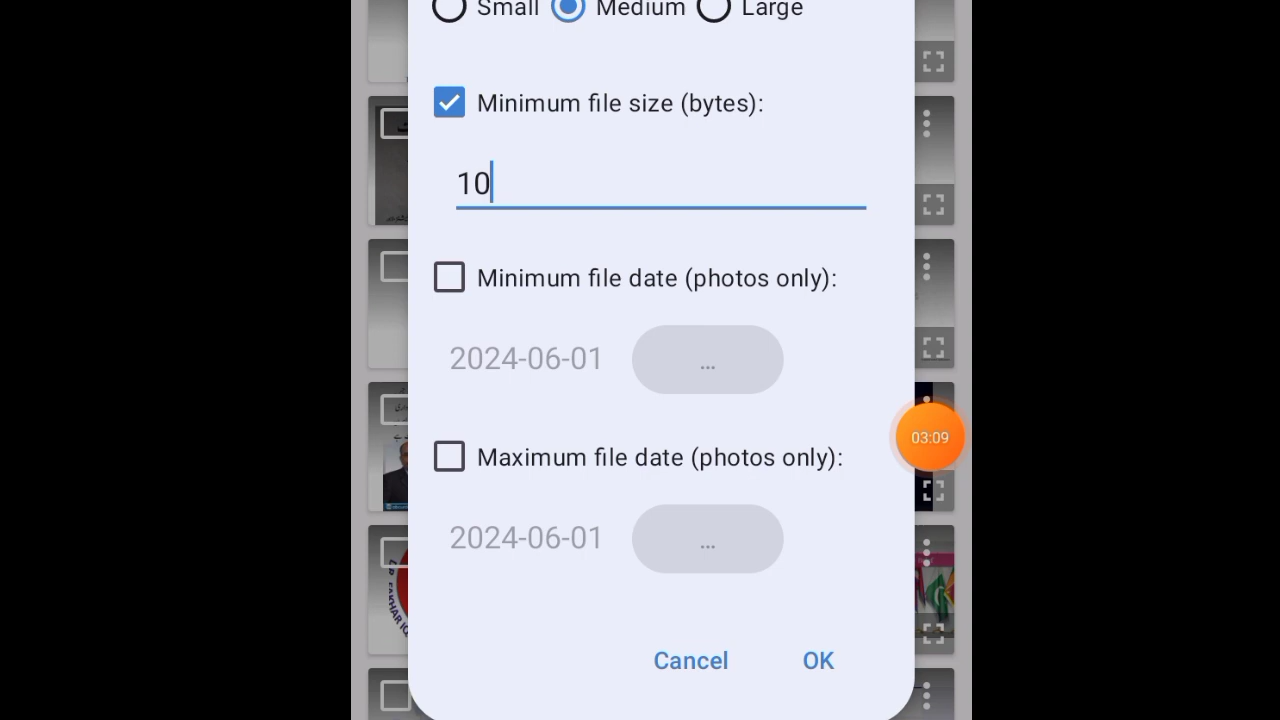 Small Medium Large
Minimum file size (bytes):
10
Minimum file date (photos only):
2024-06-01 ...
03:09
Maximum file date (photos only):
2024-06-01 ...
Cancel OK